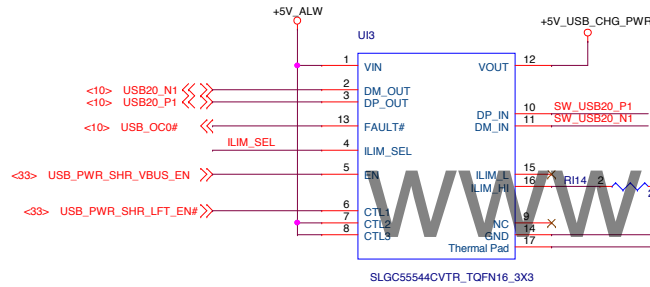 +5V_ALW
+5V_USB_CHG_PWR
UI3
1 VIN VOUT 12
<10> USB20_N1 2 DM_OUT
<10> USB20_P1 3 DP_OUT
DP_IN 10 SW_USB20_P1
<10> USB_OC0# 13 FAULT# DM_IN 11 SW_USB20_N1
ILIM_SEL 4 ILIM_SEL
<33> USB_PWR_SHR_VBUS_EN 5 EN ILIM_L 15
ILIM_HI 16 RI14 2
<33> USB_PWR_SHR_LFT_EN# 6 CTL1
7 CTL2 NC 9
8 CTL3 GND 14
Thermal Pad 17
WWW
SLGC55544CVTR_TQFN16_3X3